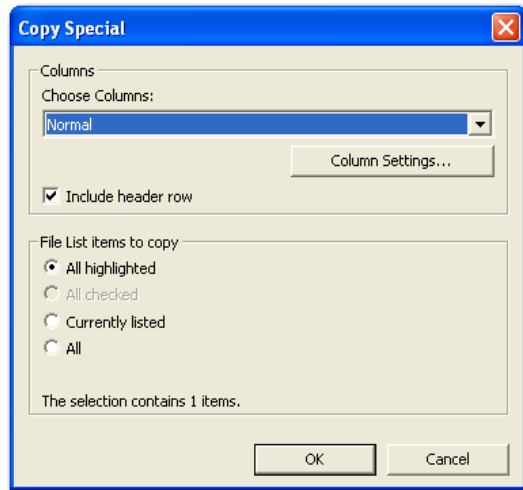 Copy Special
Columns
Choose Columns:
Normal
Column Settings...
Include header row
File List items to copy
All highlighted
All checked
Currently listed
All
The selection contains 1 items.
OK
Cancel